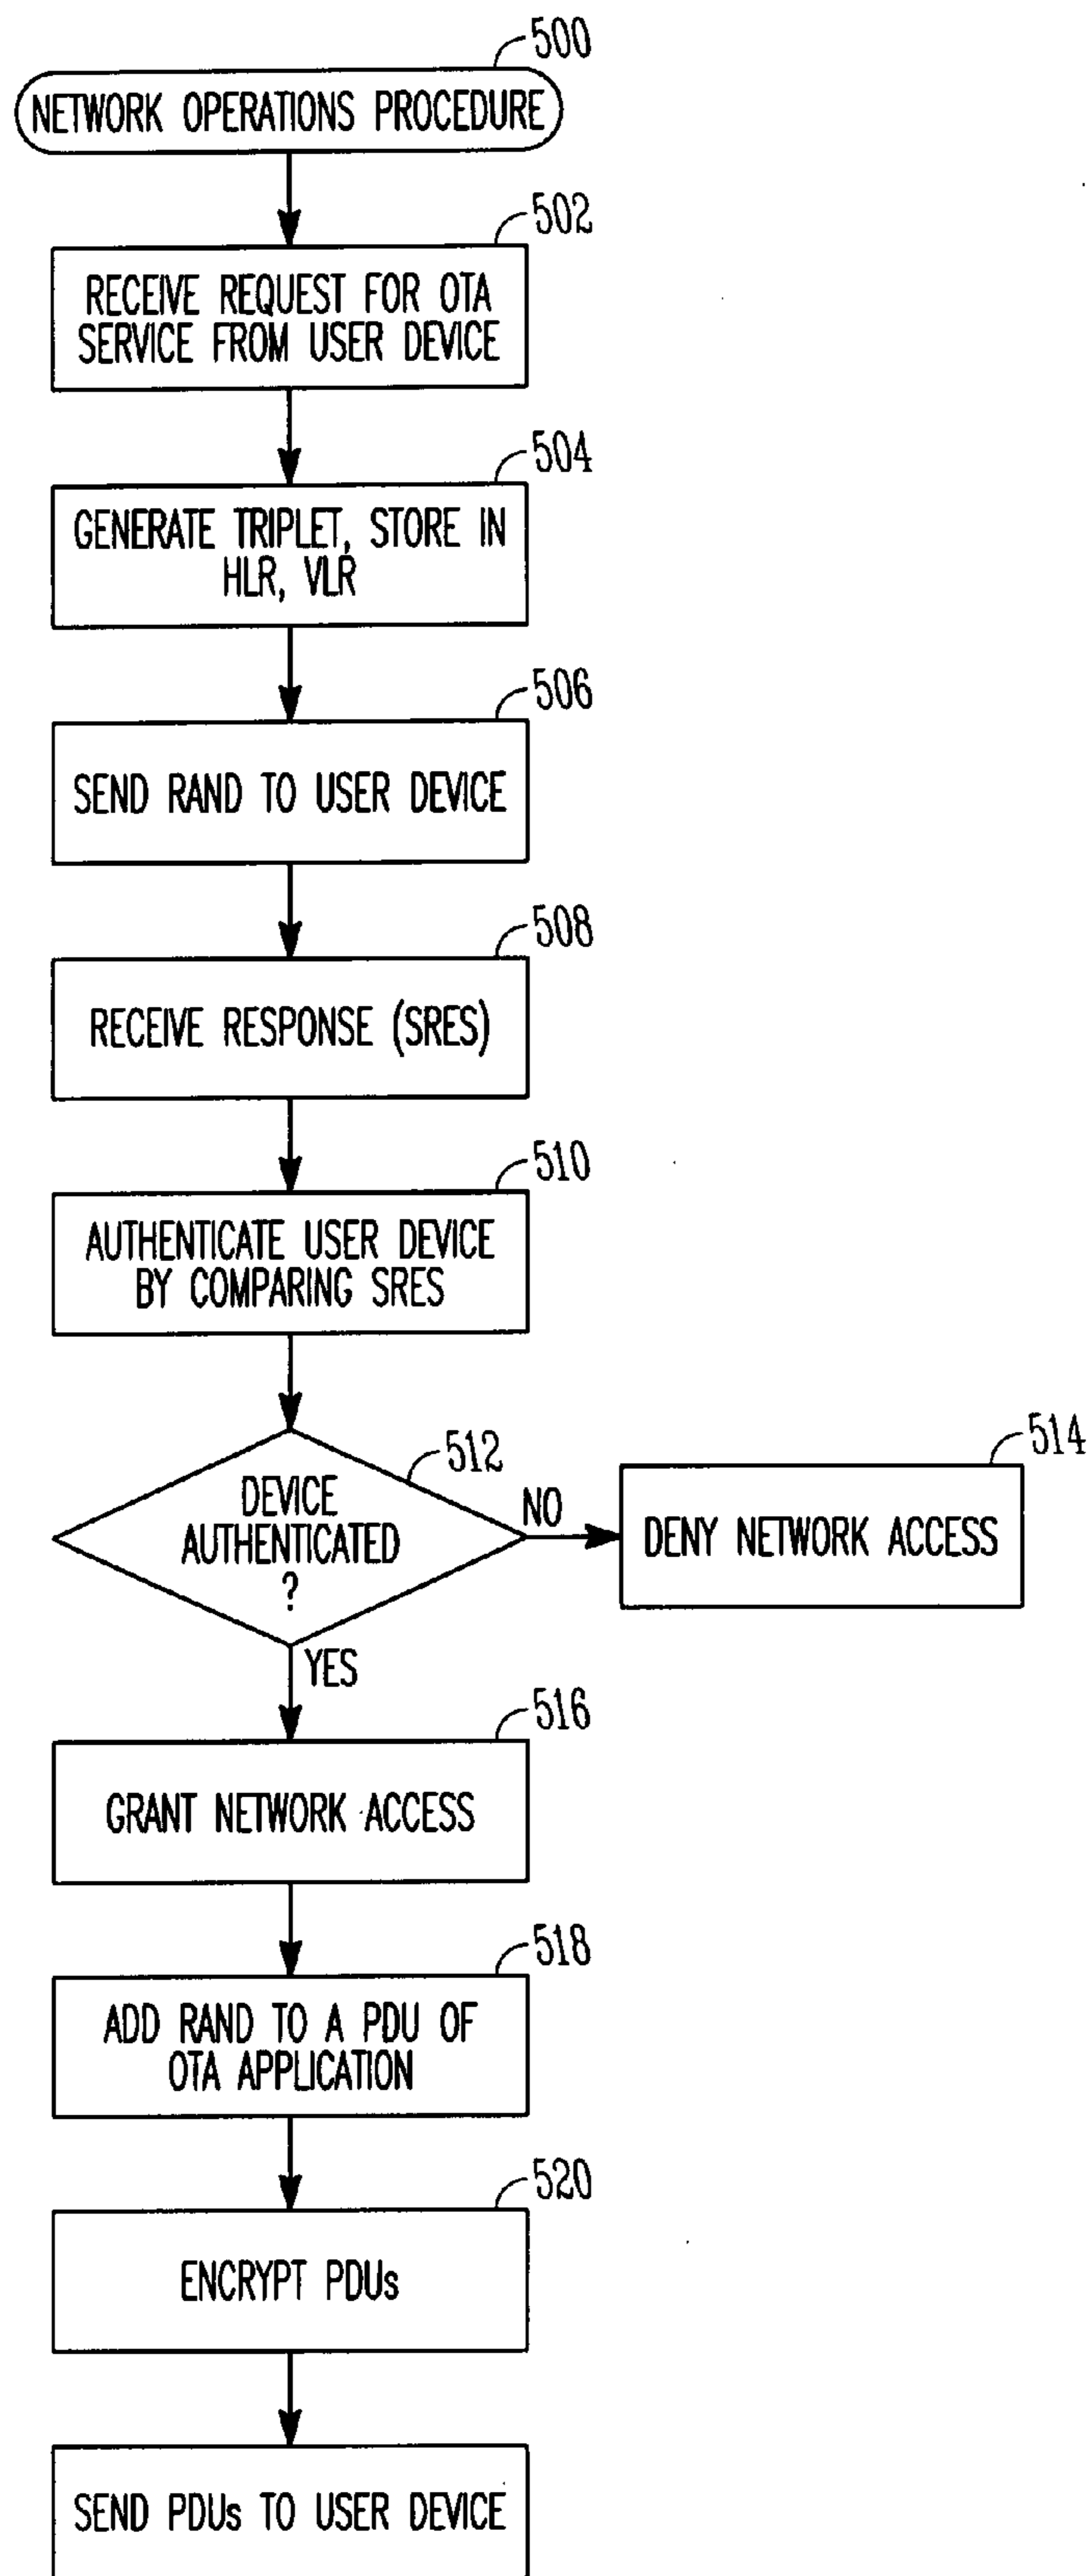 500
NETWORK OPERATIONS PROCEDURE
502
RECEIVE REQUEST FOR OTA
SERVICE FROM USER DEVICE
504
GENERATE TRIPLET, STORE IN
HLR, VLR
506
SEND RAND TO USER DEVICE
508
RECEIVE RESPONSE (SRES)
510
AUTHENTICATE USER DEVICE
BY COMPARING SRES
512
DEVICE
AUTHENTICATED
?
NO
514
DENY NETWORK ACCESS
YES
516
GRANT NETWORK ACCESS
518
ADD RAND TO A PDU OF
OTA APPLICATION
520
ENCRYPT PDUs
SEND PDUs TO USER DEVICE